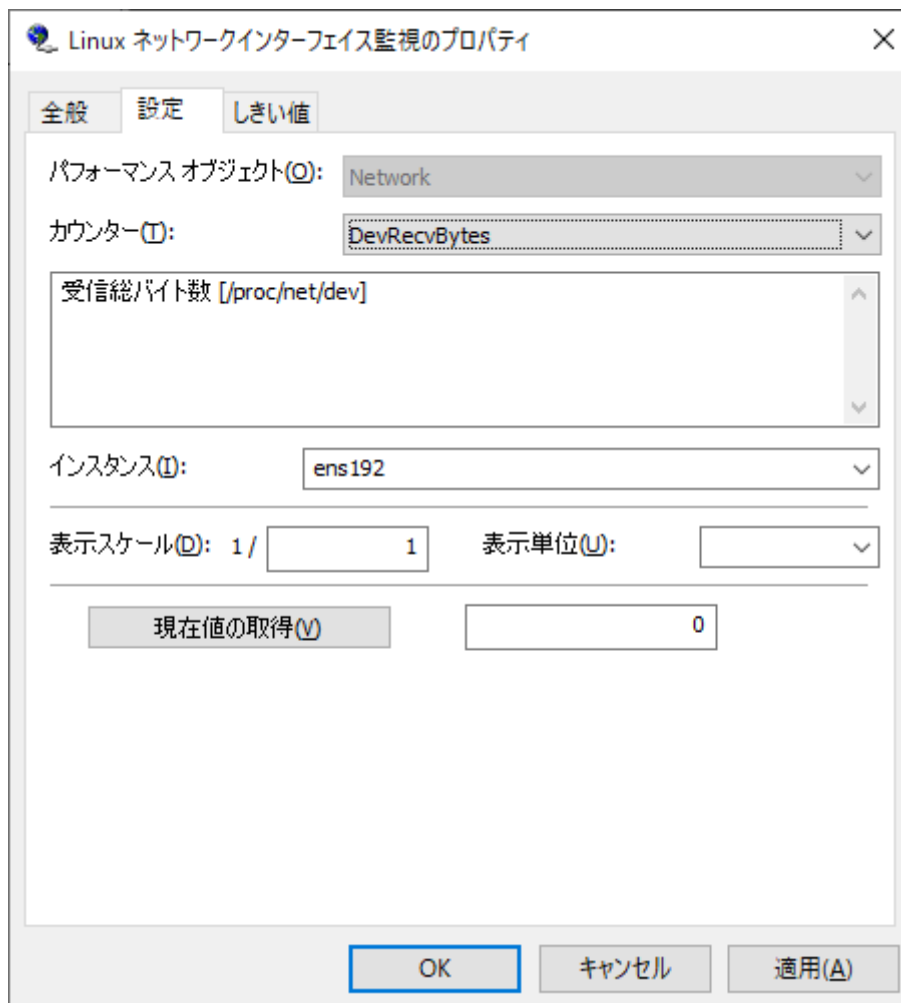 Linux ネットワークインターフェイス監視のプロパティ
全般 設定 しきい値
パフォーマンス オブジェクト(O): Network
カウンター(T): DevRecvBytes
受信総バイト数 [/proc/net/dev]
インスタンス(I): ens192
表示スケール(D): 1 / 1 表示単位(U):
現在値の取得(V) 0
OK キャンセル 適用(A)